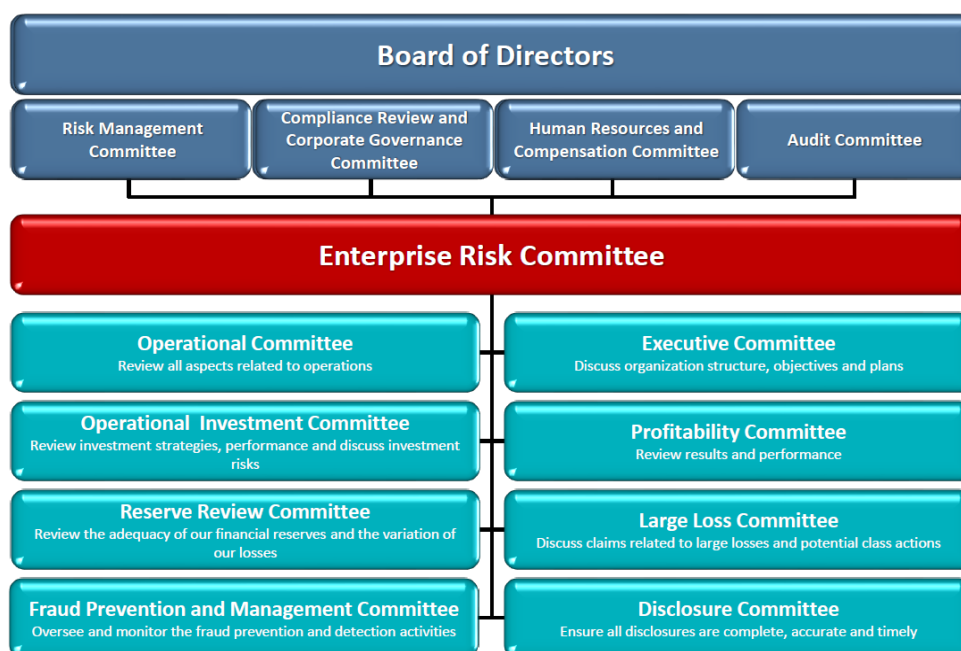 Board of Directors
Risk Management
Committee
Compliance Review and
Corporate Governance
Committee
Human Resources and
Compensation Committee
Audit Committee
Enterprise Risk Committee
Operational Committee
Review all aspects related to operations
Executive Committee
Discuss organization structure, objectives and plans
Operational  Investment Committee
Review investment strategies, performance and discuss investment
risks
Profitability Committee
Review results and performance
Reserve Review Committee
Review the adequacy of our financial reserves and the variation of
our losses
Large Loss Committee
Discuss claims related to large losses and potential class actions
Fraud Prevention and Management Committee
Oversee and monitor the fraud prevention and detection activities
Disclosure Committee
Ensure all disclosures are complete, accurate and timely